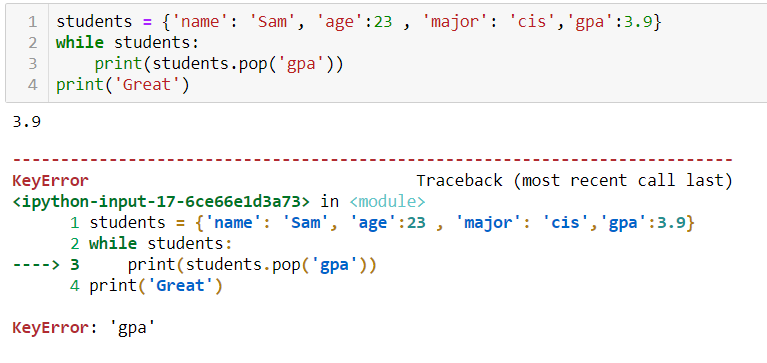 1 students = {'name': 'Sam', 'age':23 , 'major': 'cis','gpa':3.9}
2 while students:
3     print(students.pop('gpa'))
4 print('Great')
3.9
---------------------------------------------------------------------------
KeyError                                  Traceback (most recent call last)
<ipython-input-17-6ce66e1d3a73> in <module>
      1 students = {'name': 'Sam', 'age':23 , 'major': 'cis','gpa':3.9}
      2 while students:
----> 3     print(students.pop('gpa'))
      4 print('Great')
KeyError: 'gpa'